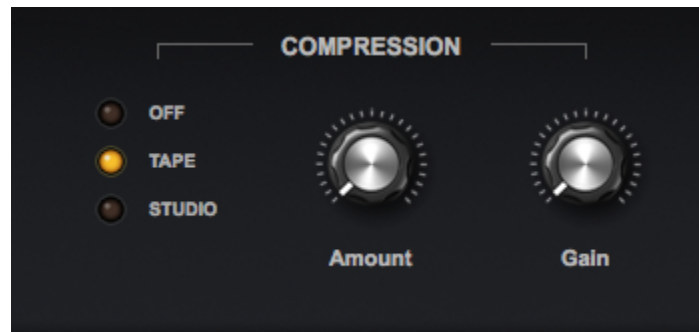 COMPRESSION
OFF
TAPE
STUDIO
Amount
Gain